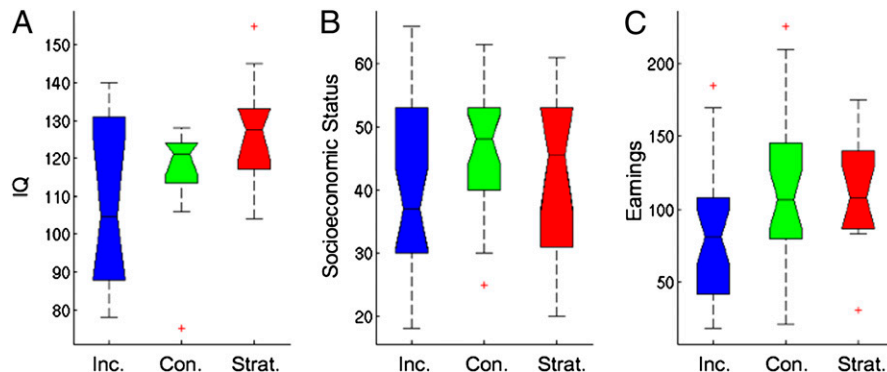 A
IQ
150
140
130
120
110
100
90
80
Inc. Con. Strat.
B
Socioeconomic Status
60
50
40
30
20
Inc. Con. Strat.
C
Earnings
200
150
100
50
Inc. Con. Strat.